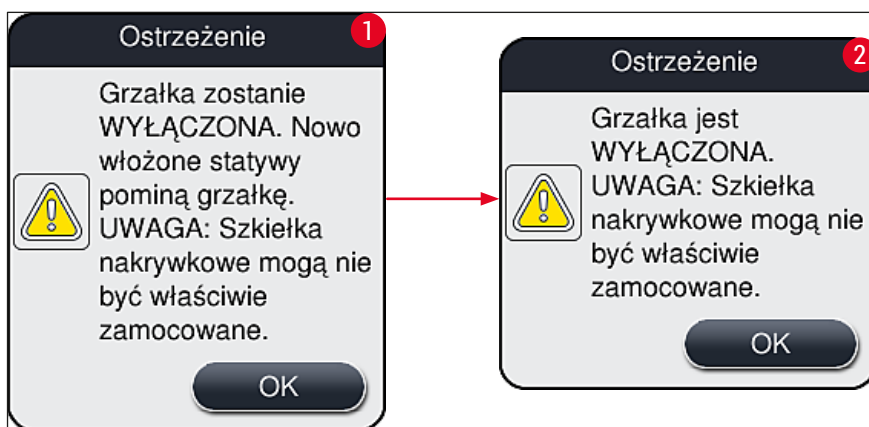 Ostrzeżenie
1
Grzałka zostanie
WYŁĄCZONA. Nowo
włożone statywy
pominą grzałkę.
UWAGA: Szkiełka
nakrywkowe mogą nie
być właściwie
zamocowane.
OK
Ostrzeżenie
2
Grzałka jest
WYŁĄCZONA.
UWAGA: Szkiełka
nakrywkowe mogą nie
być właściwie
zamocowane.
OK